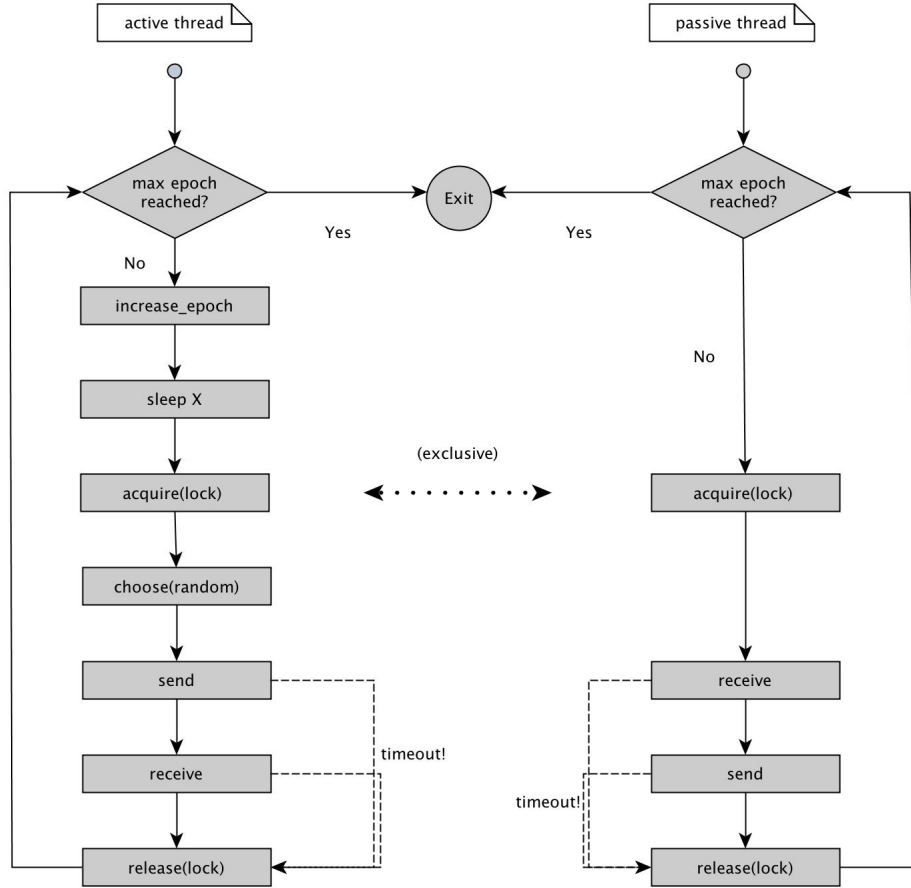 active thread
passive thread
max epoch
reached?
Exit
max epoch
reached?
Yes
Yes
No
increase_epoch
No
sleep X
(exclusive)
acquire(lock)
acquire(lock)
choose(random)
send
receive
timeout!
receive
send
timeout!
release(lock)
release(lock)